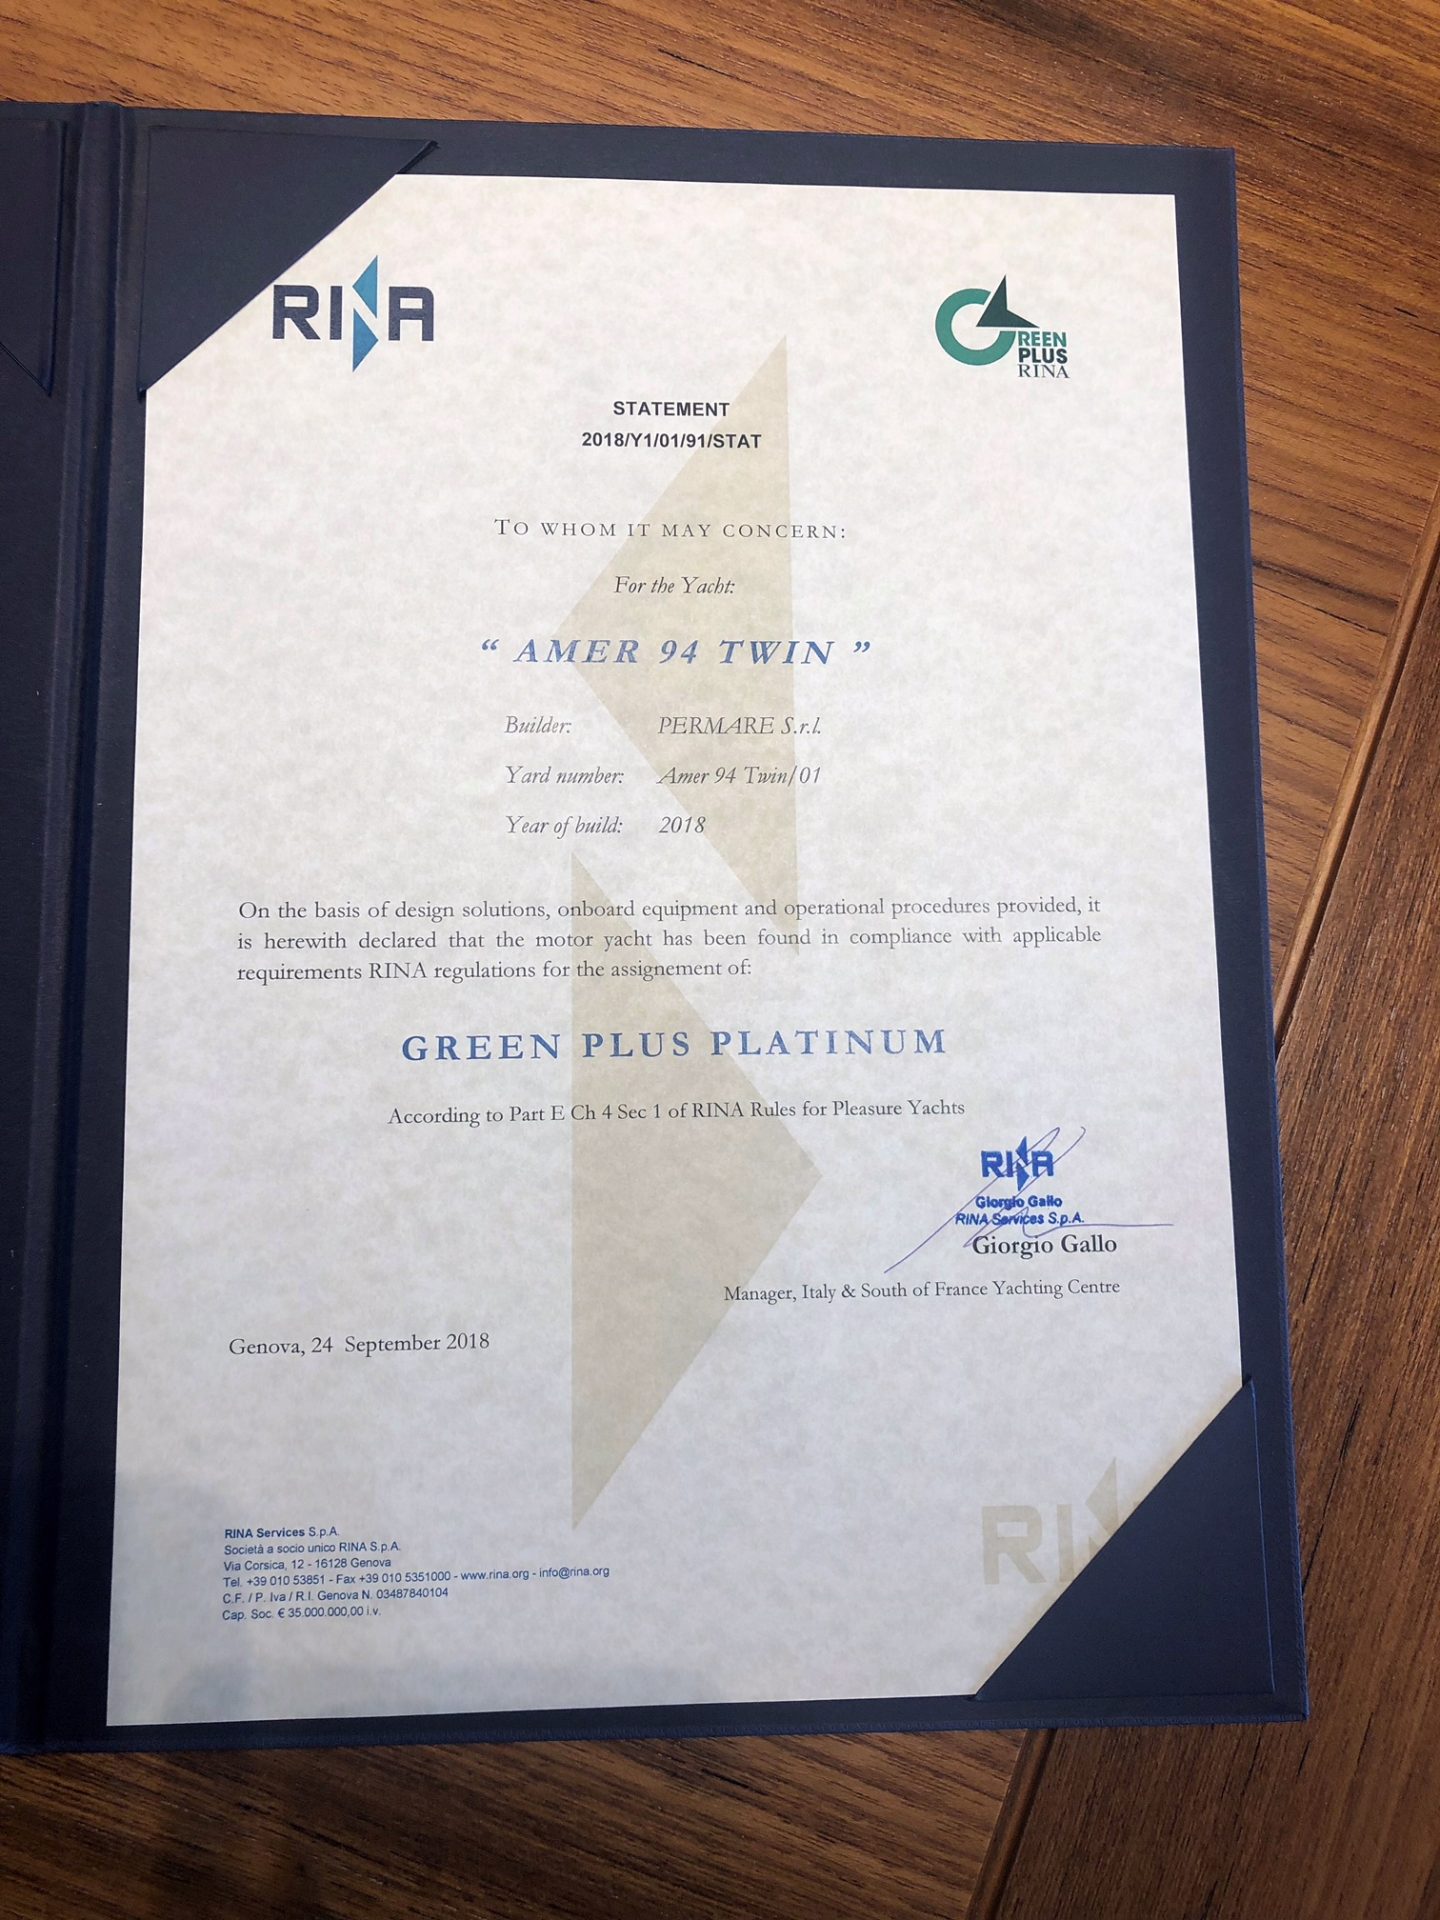 RINA
GREEN
PLUS
RINA
STATEMENT
2018/Y1/01/91/STAT
TO WHOM IT MAY CONCERN:
For the Yacht:
“ AMER 94 TWIN ”
Builder: PERMARE S.r.l.
Yard number: Amer 94 Twin/01
Year of build: 2018
On the basis of design solutions, onboard equipment and operational procedures provided, it
is herewith declared that the motor yacht has been found in compliance with applicable
requirements RINA regulations for the assignement of:
GREEN PLUS PLATINUM
According to Part E Ch 4 Sec 1 of RINA Rules for Pleasure Yachts
RINA
Giorgio Gallo
RINA Services S.p.A.
Giorgio Gallo
Manager, Italy & South of France Yachting Centre
Genova, 24 September 2018
RINA Services S.p.A.
Società a socio unico RINA S.p.A.
Via Corsica, 12 - 16128 Genova
Tel. +39 010 53851 - Fax +39 010 5351000 - www.rina.org - info@rina.org
C.F. / P. Iva / R.I. Genova N. 03487840104
Cap. Soc. € 35.000.000,00 i.v.
RIN